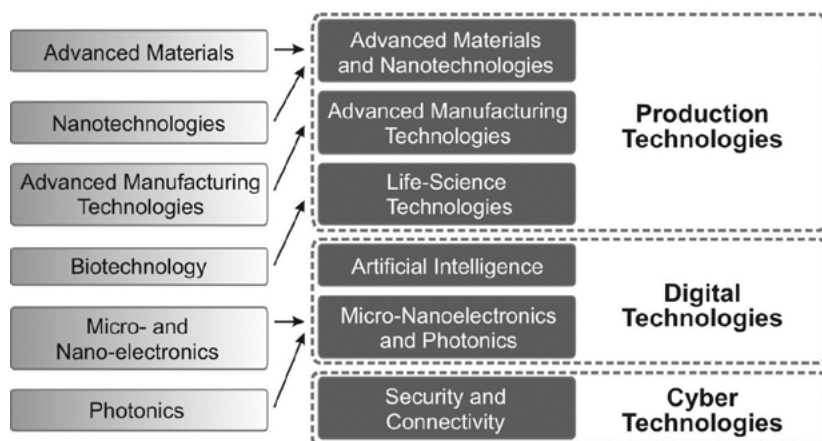 Advanced Materials
Nanotechnologies
Advanced Manufacturing
Technologies
Biotechnology
Micro- and
Nano-electronics
Photonics
Advanced Materials
and Nanotechnologies
Advanced Manufacturing
Technologies
Life-Science
Technologies
Production
Technologies
Artificial Intelligence
Micro-Nanoelectronics
and Photonics
Digital
Technologies
Security and
Connectivity
Cyber
Technologies